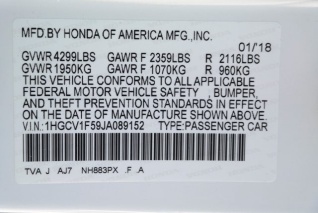 MFD.BY HONDA OF AMERICA MFG.,INC.
01/18
GVWR 4299LBS GAWR F 2359LBS R 2116LBS
GVWR 1950KG GAWR F 1070KG R 960KG
THIS VEHICLE CONFORMS TO ALL APPLICABLE
FEDERAL MOTOR VEHICLE SAFETY , BUMPER,
AND THEFT PREVENTION STANDARDS IN EFFECT
ON THE DATE OF MANUFACTURE SHOWN ABOVE.
V.I.N:1HGCV1F59JA089152 TYPE:PASSENGER CAR
TVA J AJ7 NH883PX .F .A